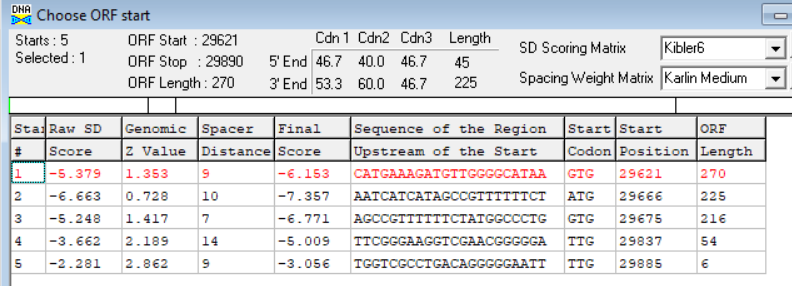 DNA Choose ORF start
Starts : 5 ORF Start : 29621 Cdn 1 Cdn2 Cdn3 Length SD Scoring Matrix Kibler6
Selected : 1 ORF Stop : 29890 5' End 46.7 40.0 46.7 45
ORF Length : 270 3' End 53.3 60.0 46.7 225 Spacing Weight Matrix Karlin Medium
Star Raw SD Genomic Spacer Final Sequence of the Region Start Start ORF
# Score Z Value Distance Score Upstream of the Start Codon Position Length
1 -5.379 1.353 9 -6.153 CATGAAAGATGTTGGGGCATAA GTG 29621 270
2 -6.663 0.728 10 -7.357 AATCATCATAGCCGTTTTTTCT ATG 29666 225
3 -5.248 1.417 7 -6.771 AGCCGTTTTTTCTATGGCCCTG GTG 29675 216
4 -3.662 2.189 14 -5.009 TTCGGGAAGGTCGAACGGGGGA TTG 29837 54
5 -2.281 2.862 9 -3.056 TGGTCGCCTGACAGGGGGAATT TTG 29885 6